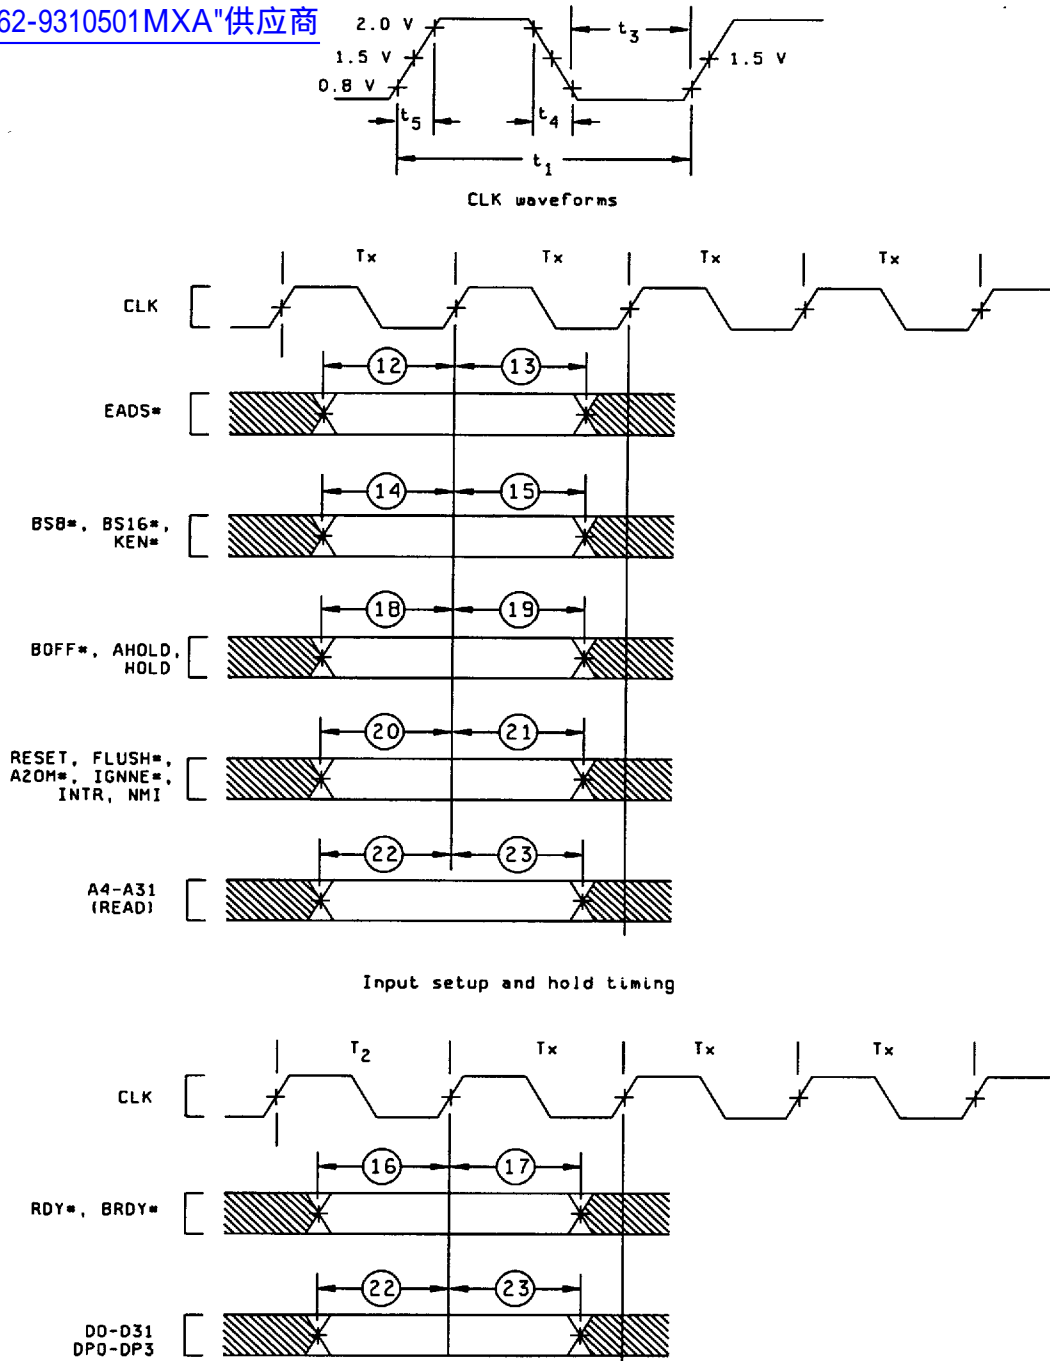 62-9310501MXA"供应商
2.0 V
t3
1.5 V
1.5 V
0.8 V
t5
t4
t1
CLK waveforms
Tx Tx Tx Tx
CLK
12 13
EADS*
14 15
BS8*, BS16*,
KEN*
18 19
BOFF*, AHOLD,
HOLD
20 21
RESET, FLUSH*,
A20M*, IGNNE*,
INTR, NMI
22 23
A4-A31
(READ)
Input setup and hold timing
T2 Tx Tx Tx
CLK
16 17
RDY*, BRDY*
22 23
D0-D31
DP0-DP3